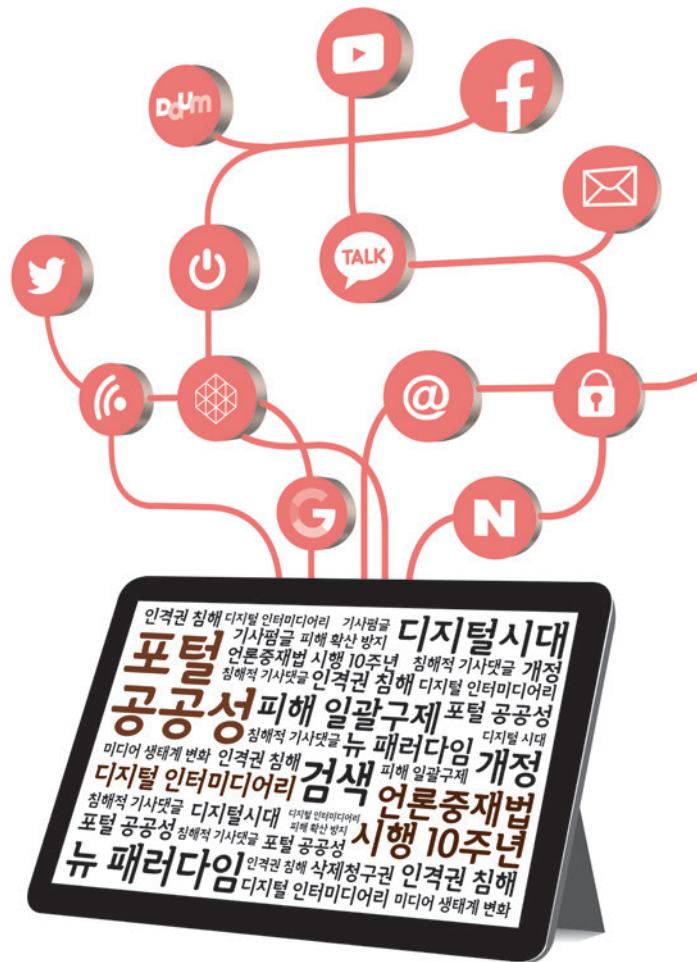 Daum
f
TALK
@
G
N
인격권 침해 디지털 인터미디어리 기사펌글 디지털시대
포털 기사펌글 피해 확산 방지
언론중재법 시행 10주년 침해적 기사댓글 개정
침해적 기사댓글 인격권 침해 디지털 인터미디어리
공공성 피해 일괄구제 포털 공공성
침해적 기사댓글 뉴 패러다임 디지털 시대
미디어 생태계 변화 인격권 침해 검색 피해 일괄구제 개정
디지털 인터미디어리 언론중재법
침해적 기사댓글 디지털시대 디지털 인터미디어리
피해 확산 방지
포털 공공성 침해적 기사댓글 포털 공공성 시행 10주년
뉴 패러다임 인격권 침해 삭제청구권 인격권 침해
디지털 인터미디어리 미디어 생태계 변화